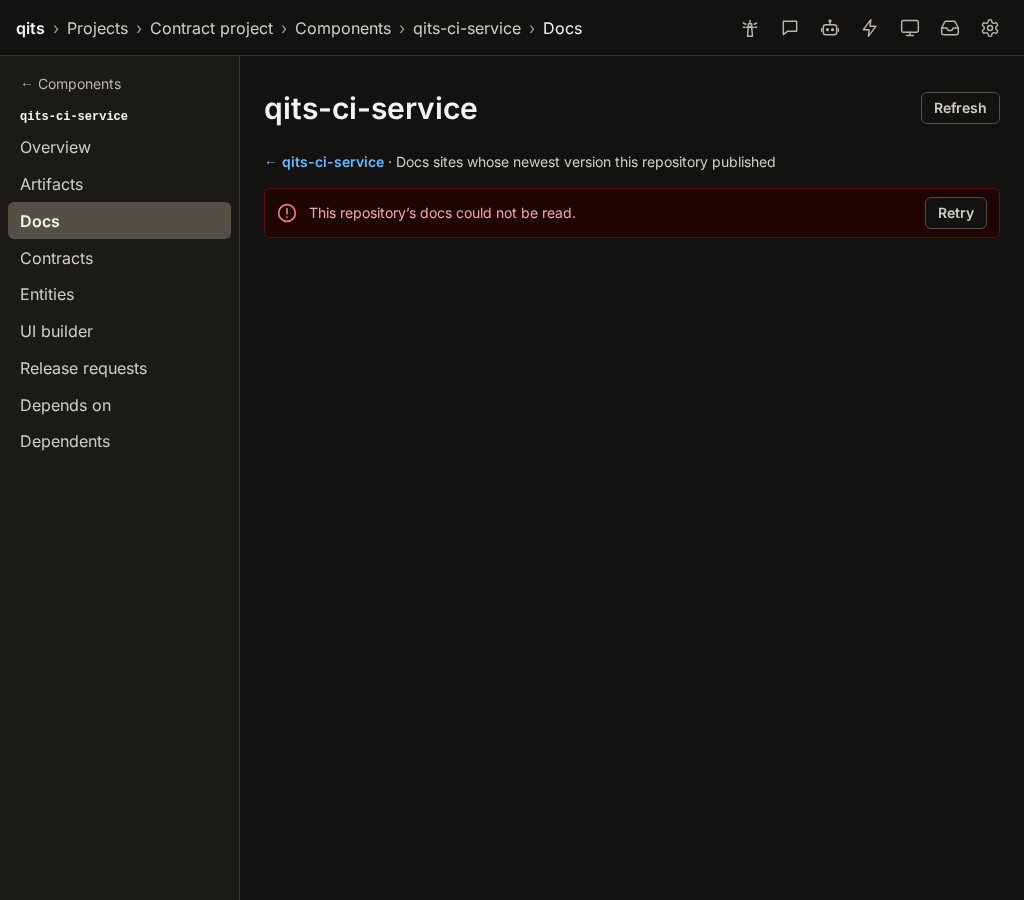 qits › Projects › Contract project › Components › qits-ci-service › Docs
← Components
qits-ci-service
Overview
Artifacts
Docs
Contracts
Entities
UI builder
Release requests
Depends on
Dependents
qits-ci-service
Refresh
← qits-ci-service · Docs sites whose newest version this repository published
This repository’s docs could not be read.
Retry